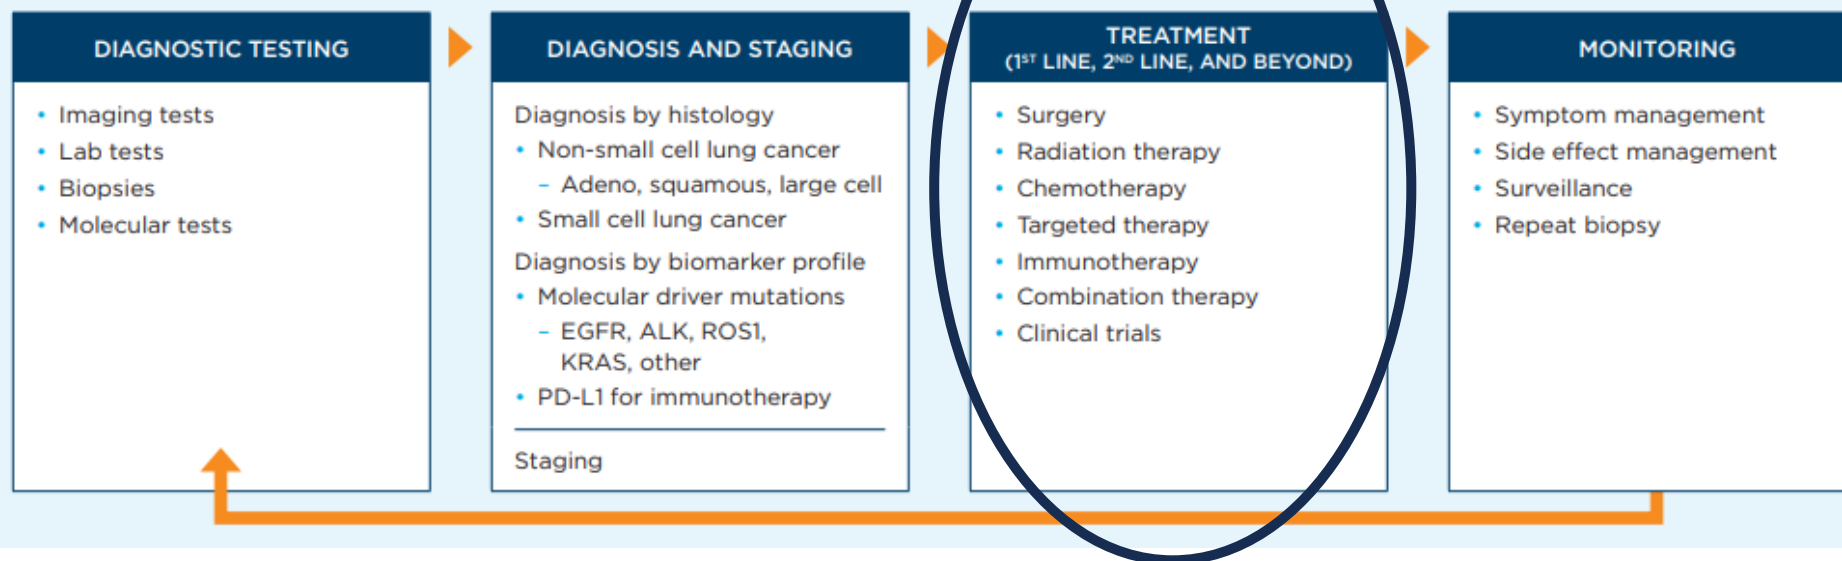 DIAGNOSTIC TESTING
• Imaging tests
• Lab tests
• Biopsies
• Molecular tests
DIAGNOSIS AND STAGING
Diagnosis by histology
• Non-small cell lung cancer
– Adeno, squamous, large cell
• Small cell lung cancer
Diagnosis by biomarker profile
• Molecular driver mutations
– EGFR, ALK, ROS1,
KRAS, other
• PD-L1 for immunotherapy
Staging
TREATMENT
(1ST LINE, 2ND LINE, AND BEYOND)
• Surgery
• Radiation therapy
• Chemotherapy
• Targeted therapy
• Immunotherapy
• Combination therapy
• Clinical trials
MONITORING
• Symptom management
• Side effect management
• Surveillance
• Repeat biopsy